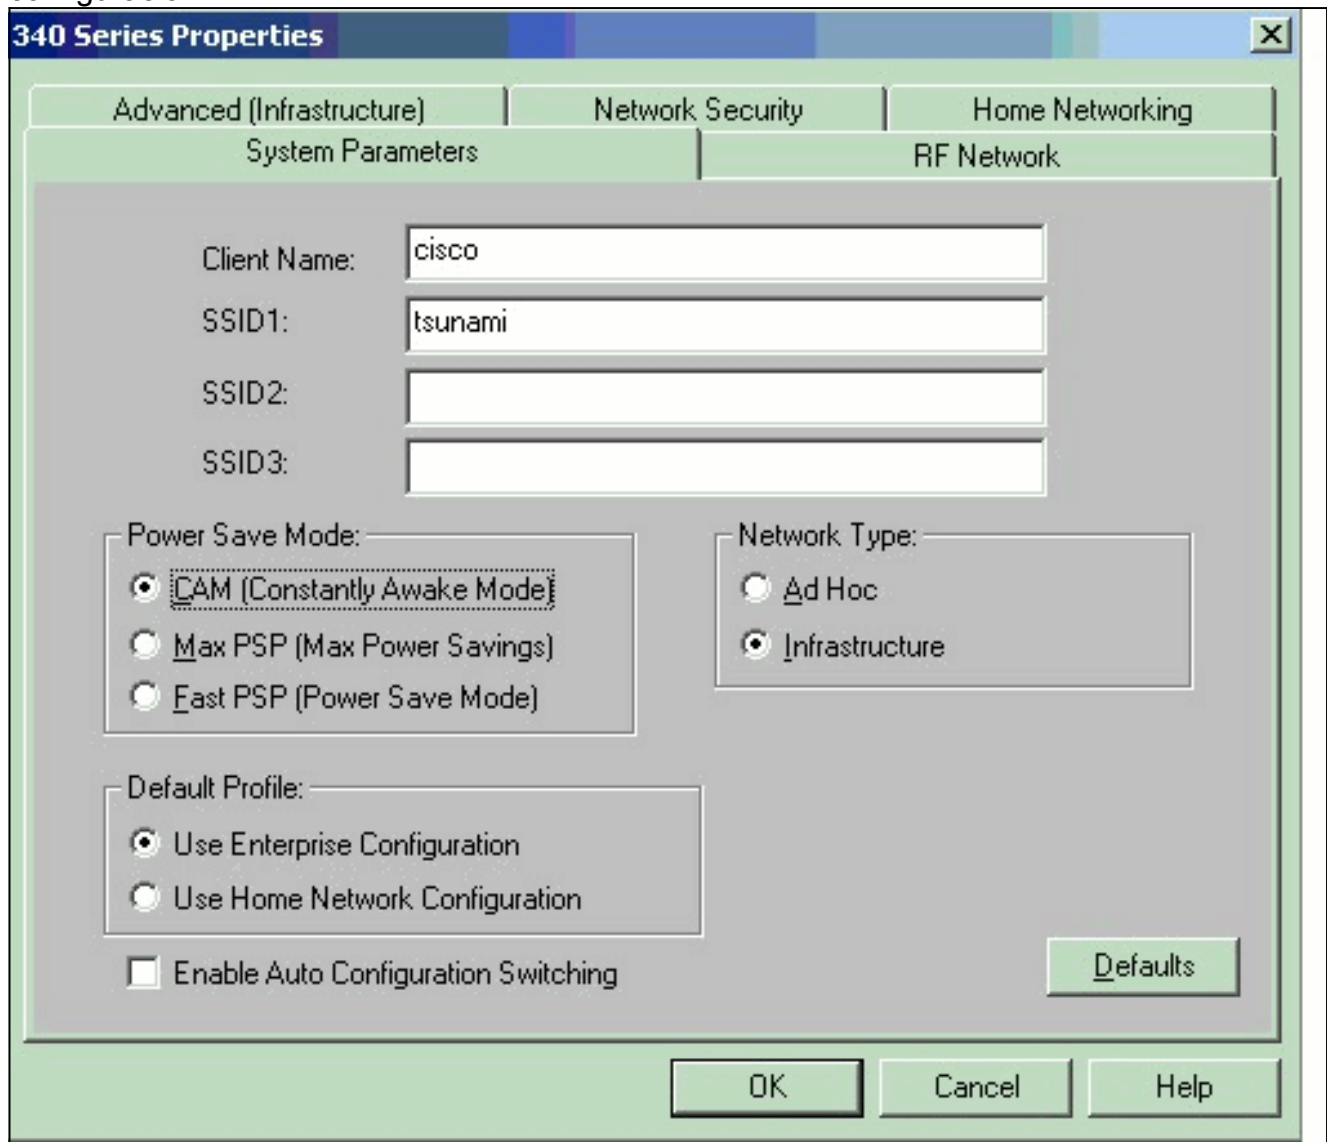 340 Series Properties
Advanced (Infrastructure)
Network Security
Home Networking
System Parameters
RF Network
Client Name:
cisco
SSID1:
tsunami
SSID2:
SSID3:
Power Save Mode:
CAM (Constantly Awake Mode)
Max PSP (Max Power Savings)
Fast PSP (Power Save Mode)
Network Type:
Ad Hoc
Infrastructure
Default Profile:
Use Enterprise Configuration
Use Home Network Configuration
Enable Auto Configuration Switching
Defaults
OK
Cancel
Help